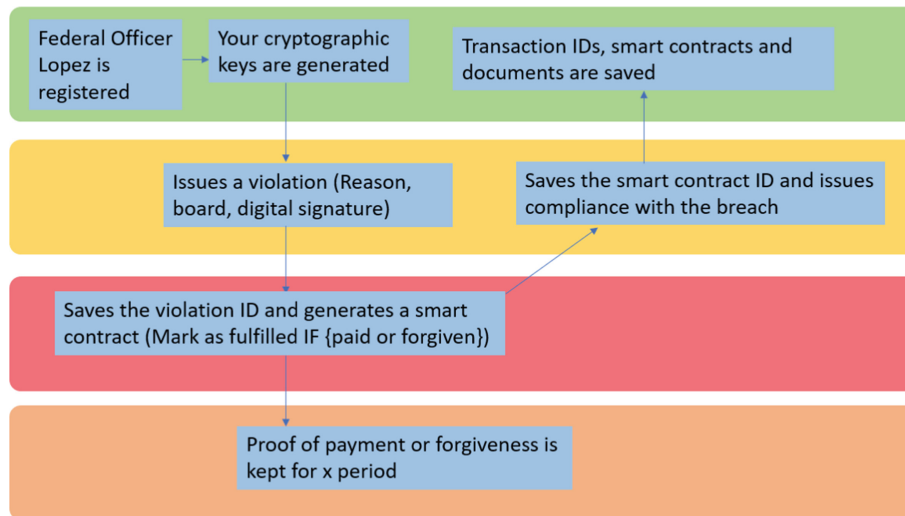 Federal Officer
Lopez is
registered
Your cryptographic
keys are generated
Transaction IDs, smart contracts and
documents are saved
Issues a violation (Reason,
board, digital signature)
Saves the smart contract ID and issues
compliance with the breach
Saves the violation ID and generates a smart
contract (Mark as fulfilled IF {paid or forgiven})
Proof of payment or forgiveness is
kept for x period